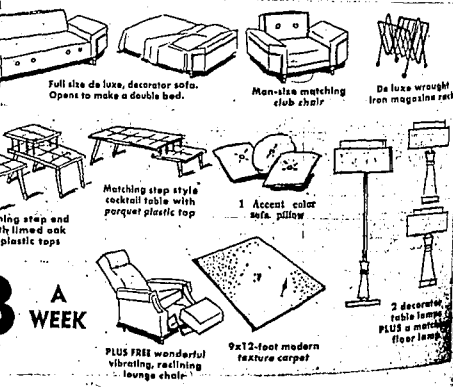 Full size de luxe, decorator sofa.
Opens to make a double bed.
Man-size matching
club chair
De luxe wrought
iron magazine rack
Matching step style
cocktail table with
parquet plastic top
1 Accent color
sofa pillow
step end
limed oak
plastic tops
A
WEEK
PLUS FREE wonderful
vibrating, reclining
lounge chair
9x12-foot modern
texture carpet
2 decorator
table lamps
PLUS a matching
floor lamp